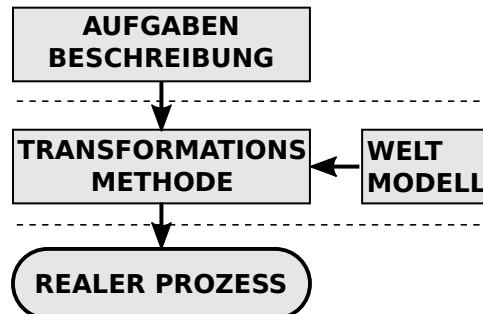 AUFGABEN
BESCHREIBUNG
TRANSFORMATIONS
METHODE
WELT
MODELL
REALER PROZESS